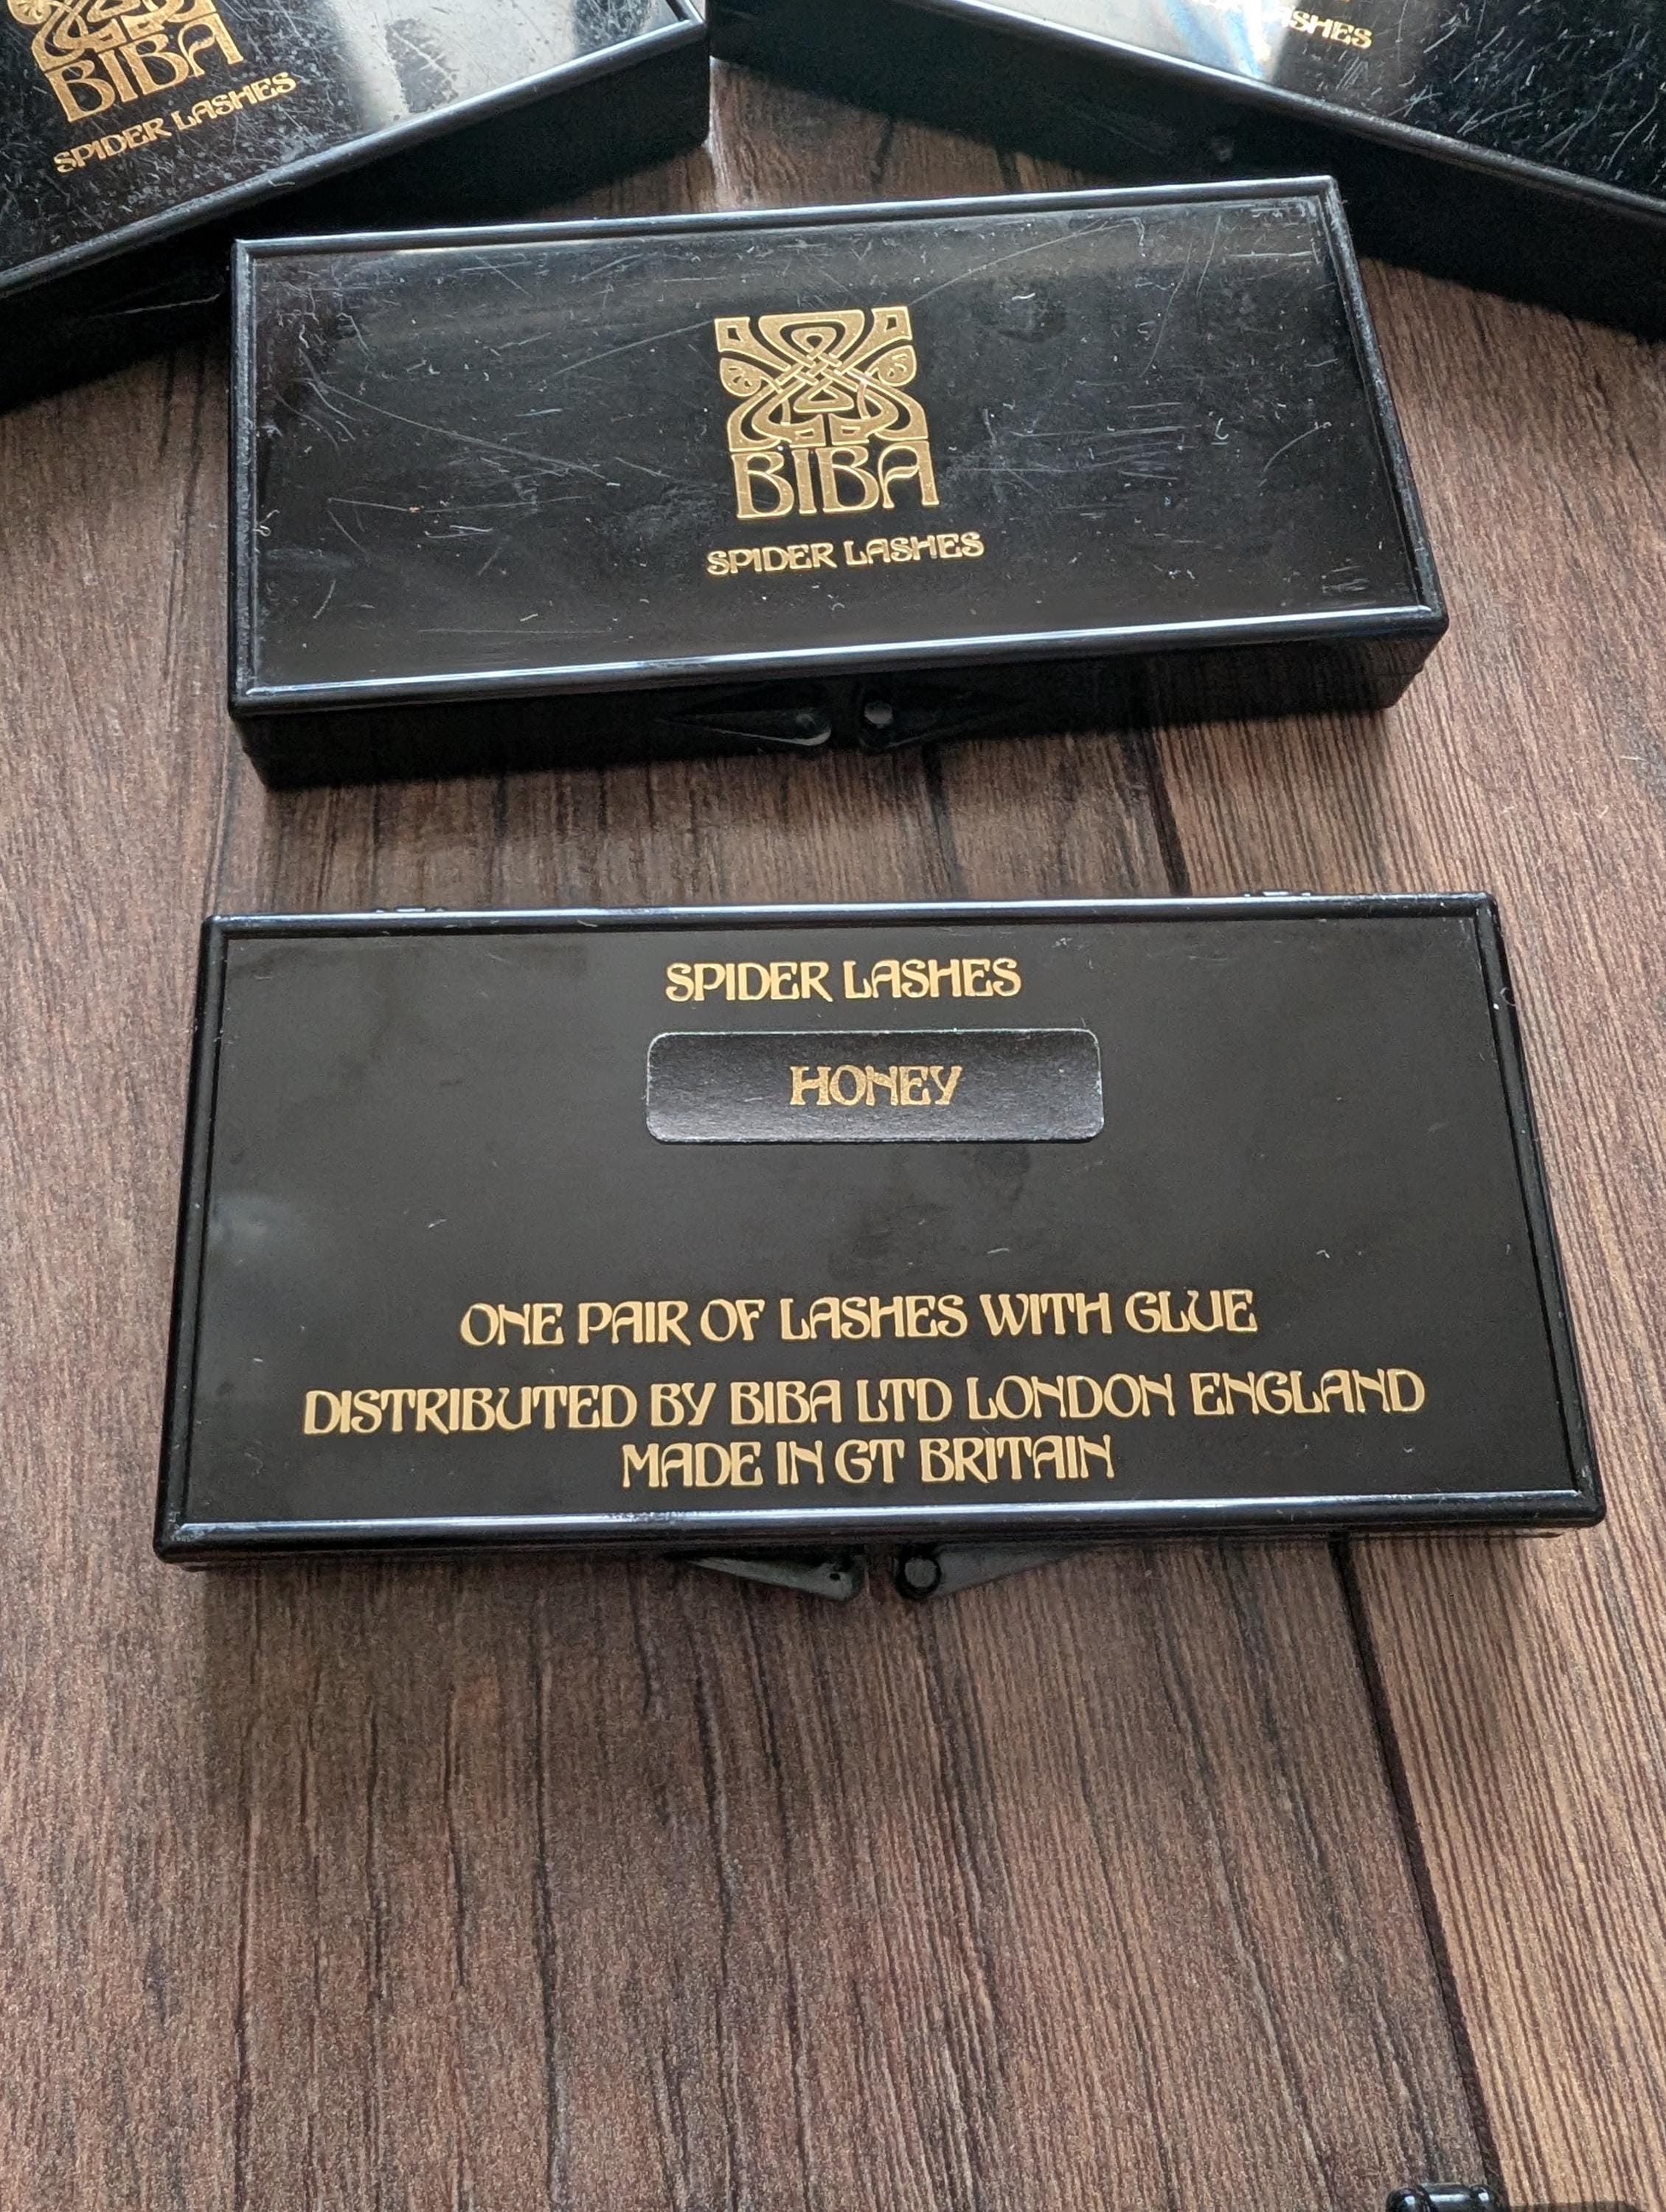 BIBA
SPIDER LASHES
LASHES
BIBA
SPIDER LASHES
SPIDER LASHES
HONEY
ONE PAIR OF LASHES WITH GLUE
DISTRIBUTED BY BIBA LTD LONDON ENGLAND
MADE IN GT BRITAIN